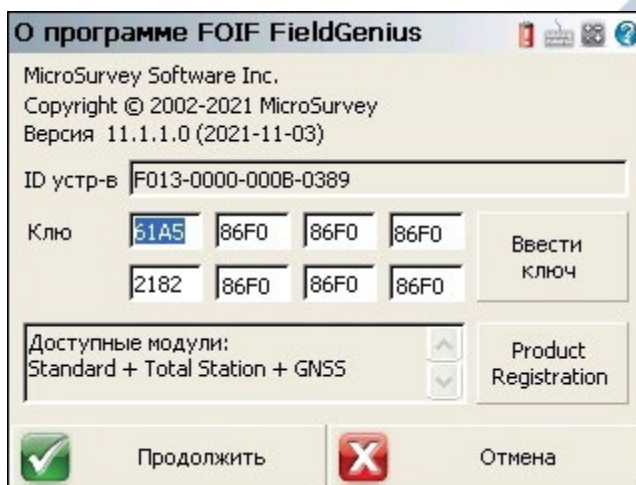 О программе FOIF FieldGenius
MicroSurvey Software Inc.
Copyright © 2002-2021 MicroSurvey
Версия 11.1.1.0 (2021-11-03)
ID устр-в F013-0000-000B-0389
Клю 61A5 86F0 86F0 86F0
2182 86F0 86F0 86F0
Ввести
ключ
Доступные модули:
Standard + Total Station + GNSS
Product
Registration
Продолжить
Отмена